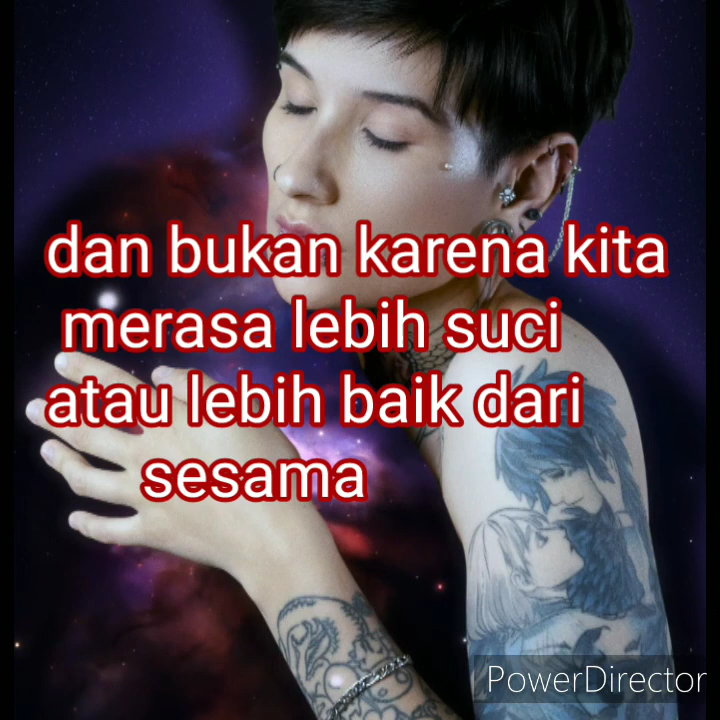 dan bukan karena kita
merasa lebih suci
atau lebih baik dari
sesama
PowerDirector